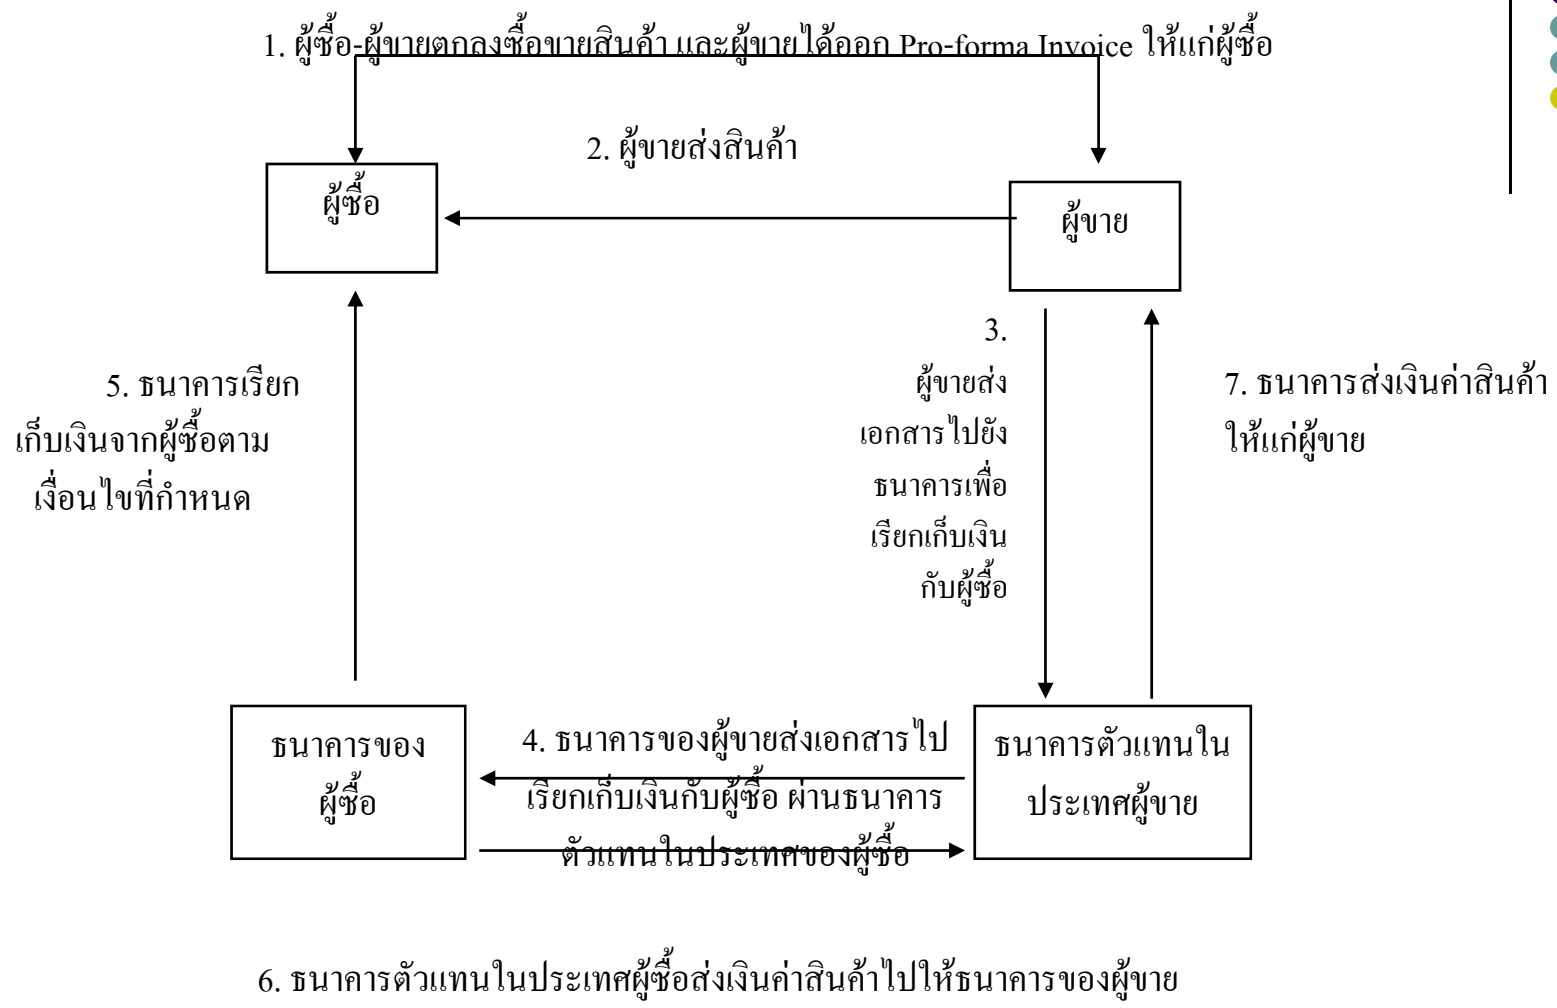 1. ผู้ซื้อ-ผู้ขายตกลงซื้อขายสินค้า และผู้ขายได้ออก Pro-forma Invoice ให้แก่ผู้ซื้อ
2. ผู้ขายส่งสินค้า
ผู้ซื้อ
ผู้ขาย
3.
ผู้ขายส่ง
เอกสารไปยัง
ธนาคารเพื่อ
เรียกเก็บเงิน
กับผู้ซื้อ
5. ธนาคารเรียก
เก็บเงินจากผู้ซื้อตาม
เงื่อนไขที่กำหนด
7. ธนาคารส่งเงินค่าสินค้า
ให้แก่ผู้ขาย
ธนาคารของ
ผู้ซื้อ
4. ธนาคารของผู้ขายส่งเอกสารไป
เรียกเก็บเงินกับผู้ซื้อ ผ่านธนาคาร
ตัวแทนในประเทศของผู้ซื้อ
ธนาคารตัวแทนใน
ประเทศผู้ขาย
6. ธนาคารตัวแทนในประเทศผู้ซื้อส่งเงินค่าสินค้าไปให้ธนาคารของผู้ขาย